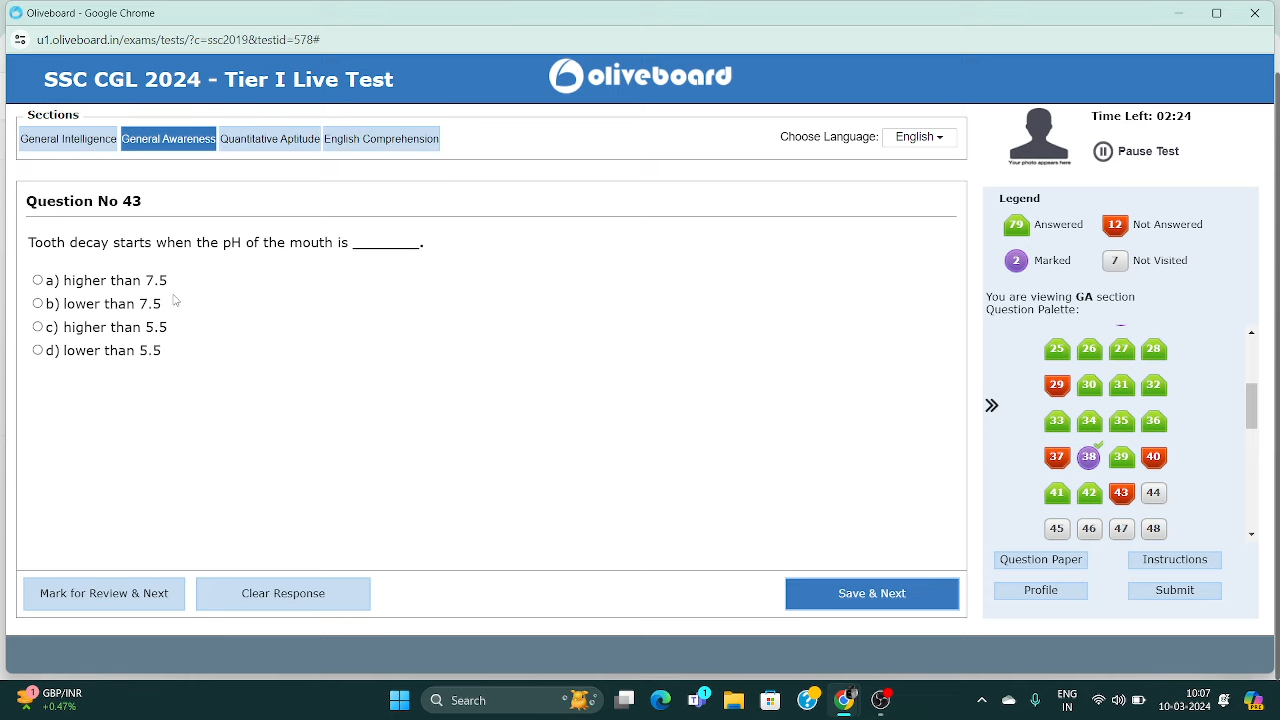 Oliveboard - Google Chrome
u1.oliveboard.in/exams/tests/?c=ssc2019&testid=578#
SSC CGL 2024 - Tier I Live Test
oliveboard
Sections
General Intelligence General Awareness Quantitative Aptitude English Comprehension
Choose Language: English
Your photo appears here
Time Left: 02:24
Pause Test
Question No 43
Tooth decay starts when the pH of the mouth is ________.
a) higher than 7.5
b) lower than 7.5
c) higher than 5.5
d) lower than 5.5
Mark for Review & Next Clear Response Save & Next
Legend
79 Answered 12 Not Answered
2 Marked 7 Not Visited
You are viewing GA section
Question Palette:
25 26 27 28
29 30 31 32
33 34 35 36
37 38 39 40
41 42 43 44
45 46 47 48
Question Paper Instructions
Profile Submit
1
GBP/INR
+0.47%
Search
1
ENG
IN
10:07
10-03-2024